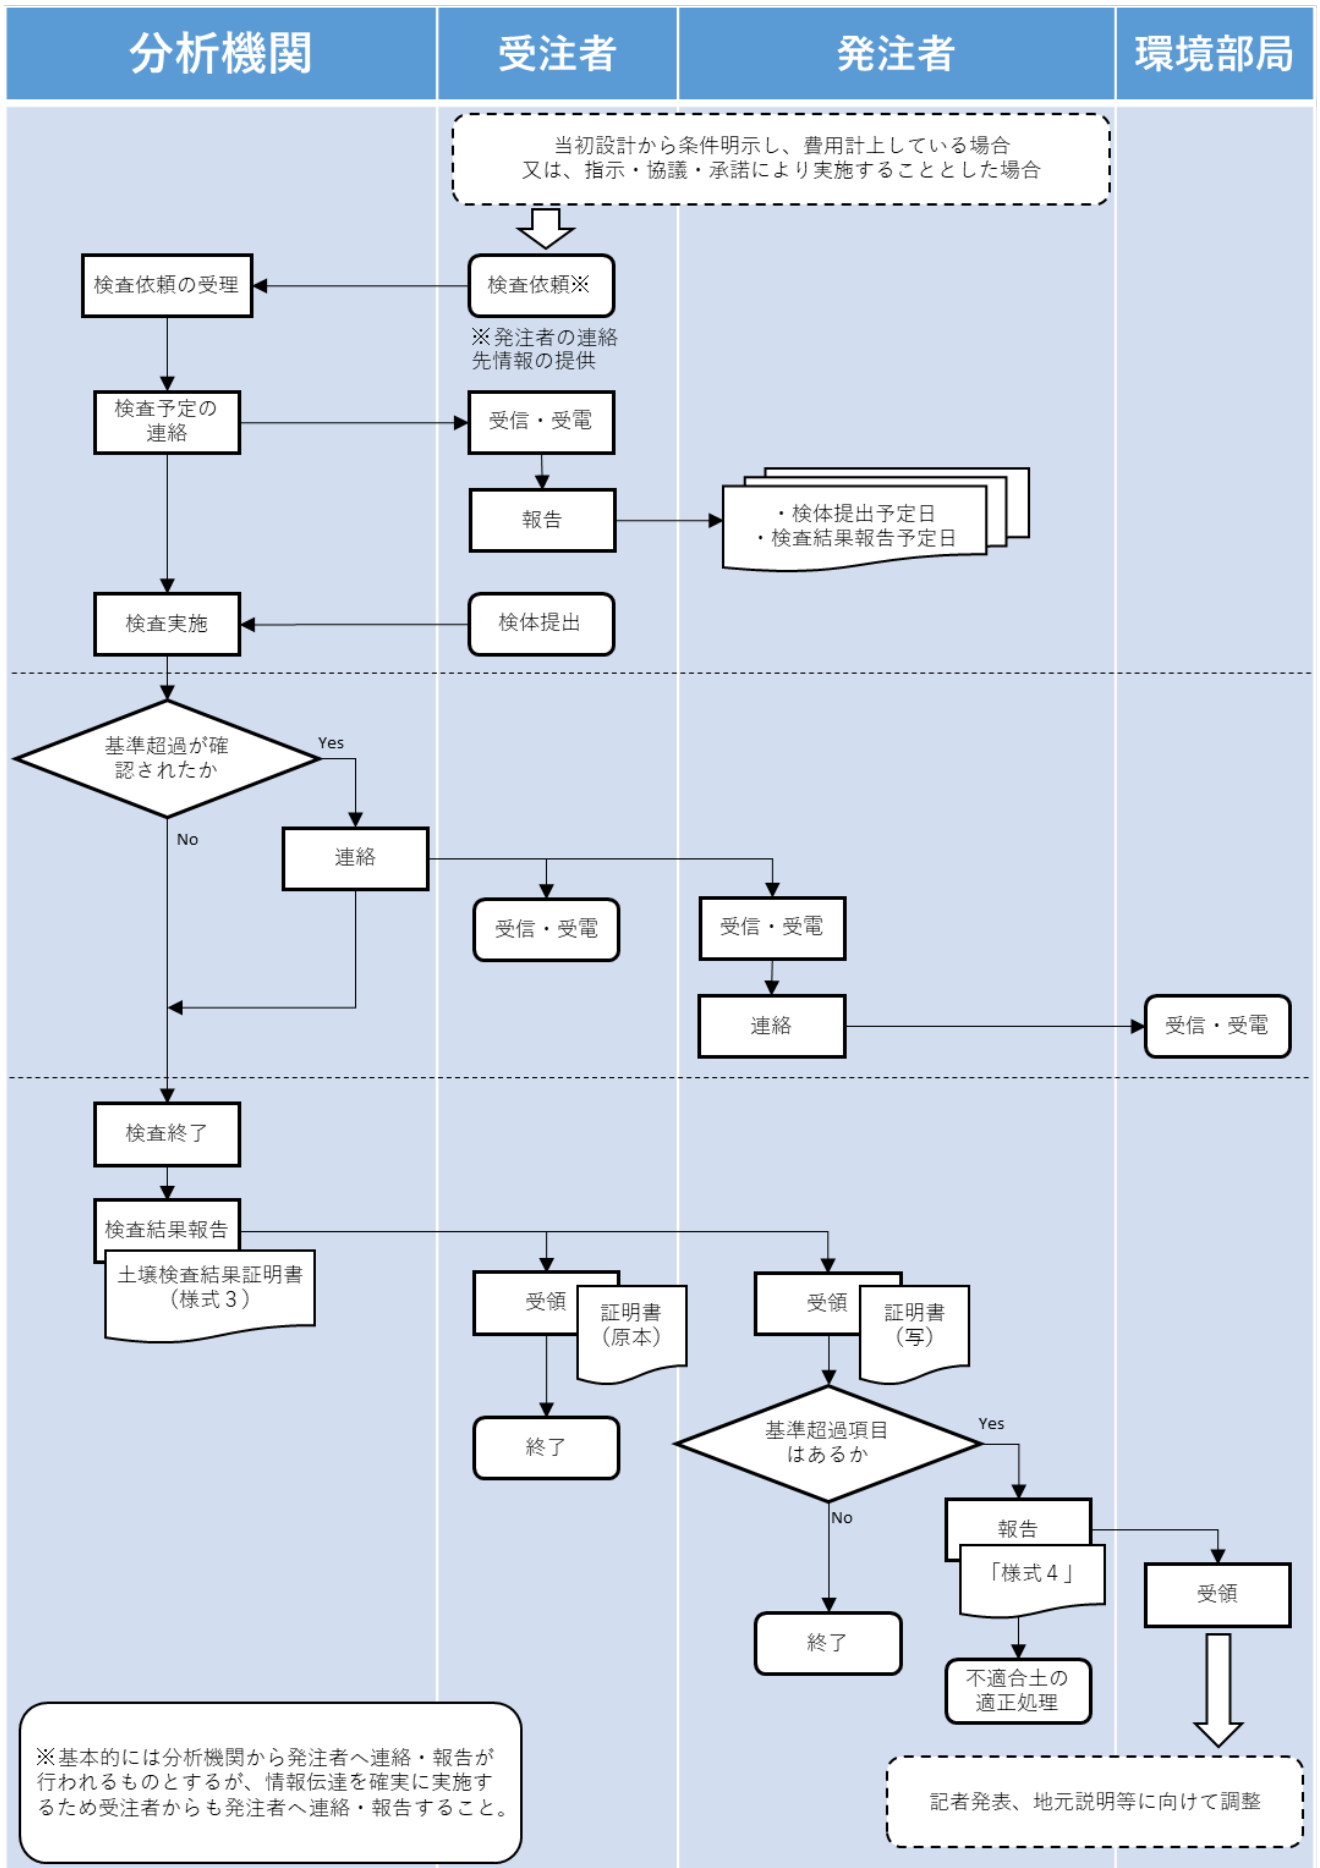 分析機関
受注者
発注者
環境部局
当初設計から条件明示し、費用計上している場合
又は、指示・協議・承諾により実施することとした場合
検査依頼の受理
検査依頼※
※発注者の連絡
先情報の提供
検査予定の
連絡
受信・受電
報告
・検体提出予定日
・検査結果報告予定日
検査実施
検体提出
基準超過が確
認されたか
Yes
No
連絡
受信・受電
受信・受電
連絡
受信・受電
検査終了
検査結果報告
土壌検査結果証明書
（様式３）
受領
証明書
（原本）
受領
証明書
（写）
終了
基準超過項目
はあるか
Yes
No
報告
「様式４」
受領
終了
不適合土の
適正処理
※基本的には分析機関から発注者へ連絡・報告が
行われるものとするが、情報伝達を確実に実施す
るため受注者からも発注者へ連絡・報告すること。
記者発表、地元説明等に向けて調整